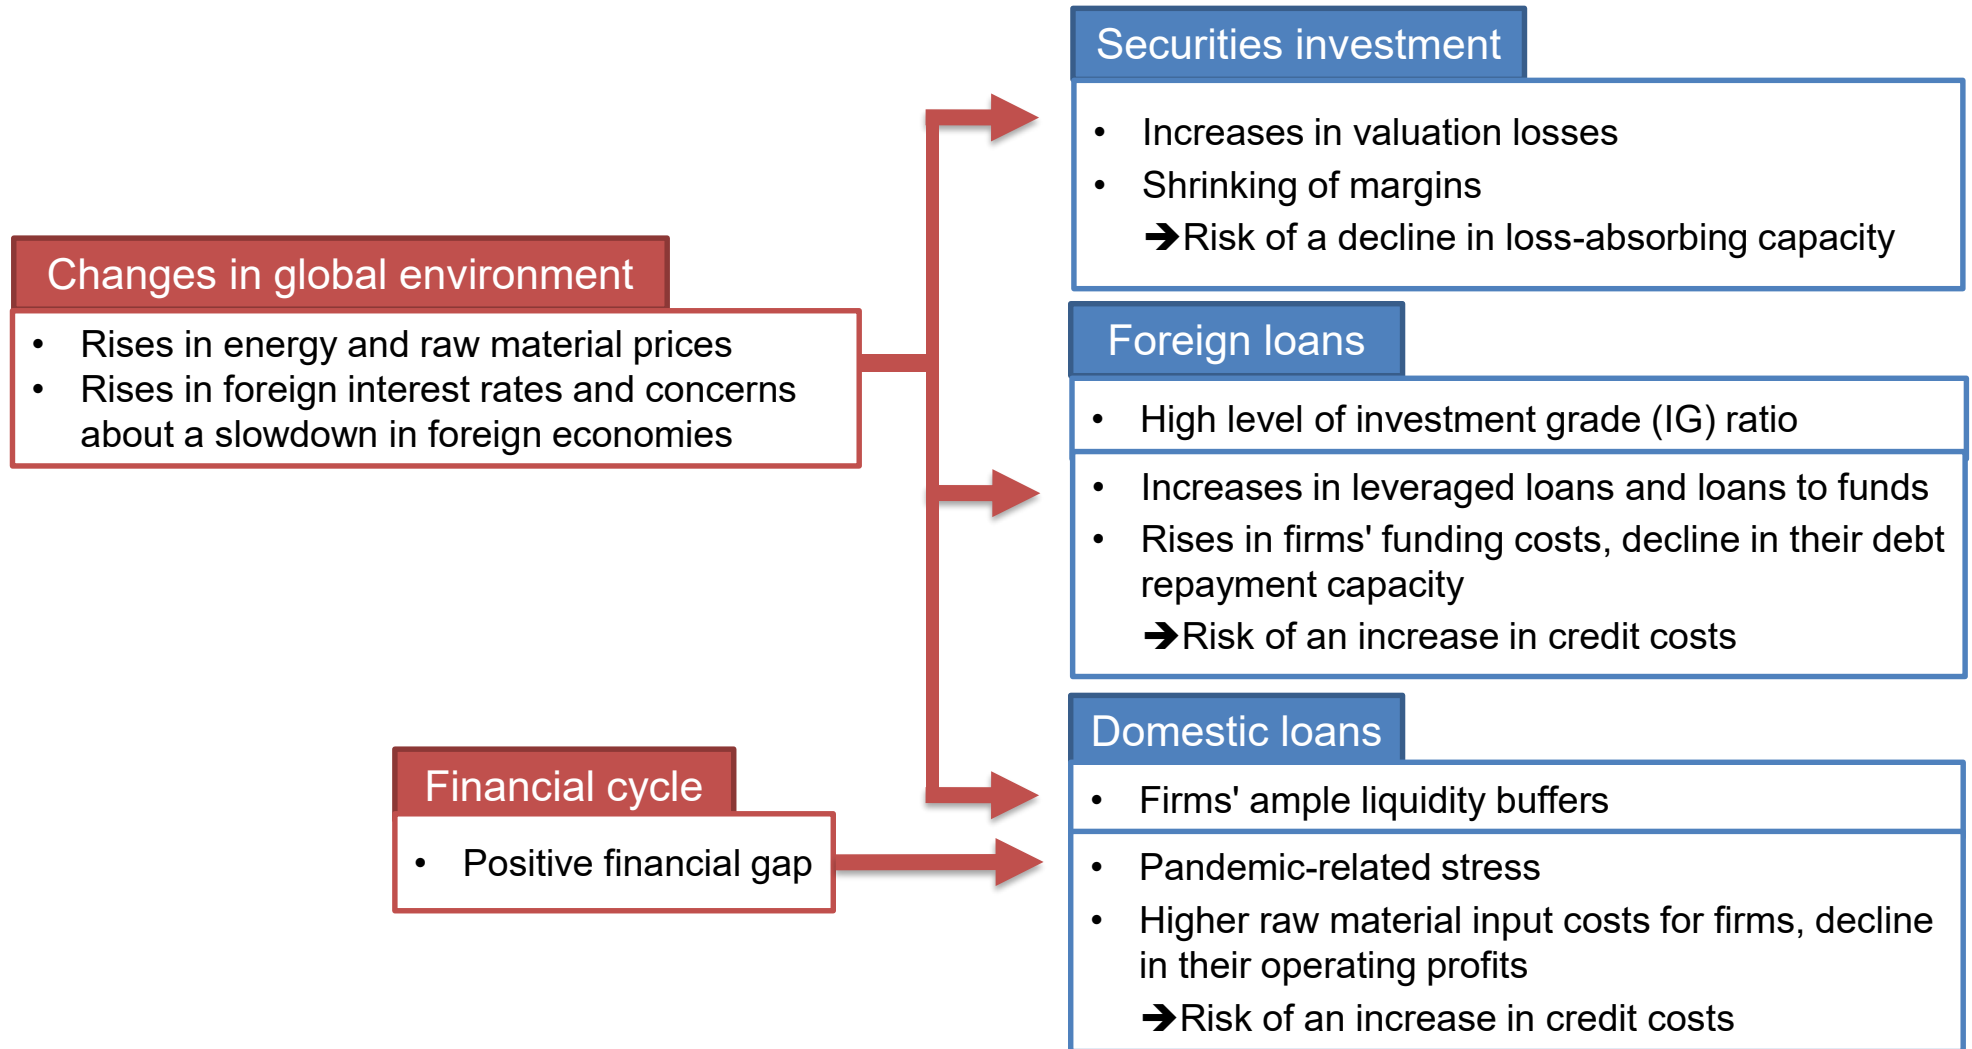 Changes in global environment
• Rises in energy and raw material prices
• Rises in foreign interest rates and concerns
about a slowdown in foreign economies
Financial cycle
• Positive financial gap
Securities investment
• Increases in valuation losses
• Shrinking of margins
➔Risk of a decline in loss-absorbing capacity
Foreign loans
• High level of investment grade (IG) ratio
• Increases in leveraged loans and loans to funds
• Rises in firms' funding costs, decline in their debt
repayment capacity
➔Risk of an increase in credit costs
Domestic loans
• Firms' ample liquidity buffers
• Pandemic-related stress
• Higher raw material input costs for firms, decline
in their operating profits
➔Risk of an increase in credit costs